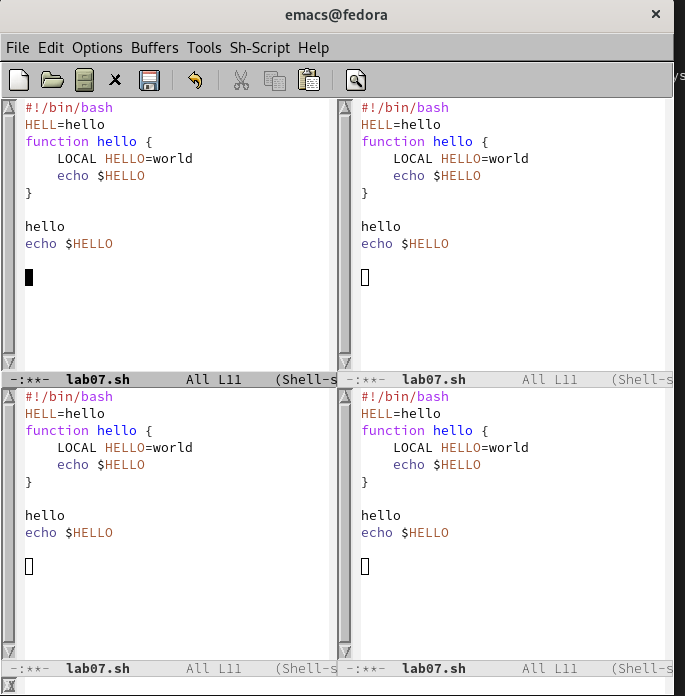 emacs@fedora
File Edit Options Buffers Tools Sh-Script Help
#!/bin/bash
HELL=hello
function hello {
    LOCAL HELLO=world
    echo $HELLO
}
hello
echo $HELLO
-:**-  lab07.sh       All L11    (Shell-s
#!/bin/bash
HELL=hello
function hello {
    LOCAL HELLO=world
    echo $HELLO
}
hello
echo $HELLO
-:**-  lab07.sh       All L11    (Shell-s
#!/bin/bash
HELL=hello
function hello {
    LOCAL HELLO=world
    echo $HELLO
}
hello
echo $HELLO
-:**-  lab07.sh       All L11    (Shell-s
#!/bin/bash
HELL=hello
function hello {
    LOCAL HELLO=world
    echo $HELLO
}
hello
echo $HELLO
-:**-  lab07.sh       All L11    (Shell-s